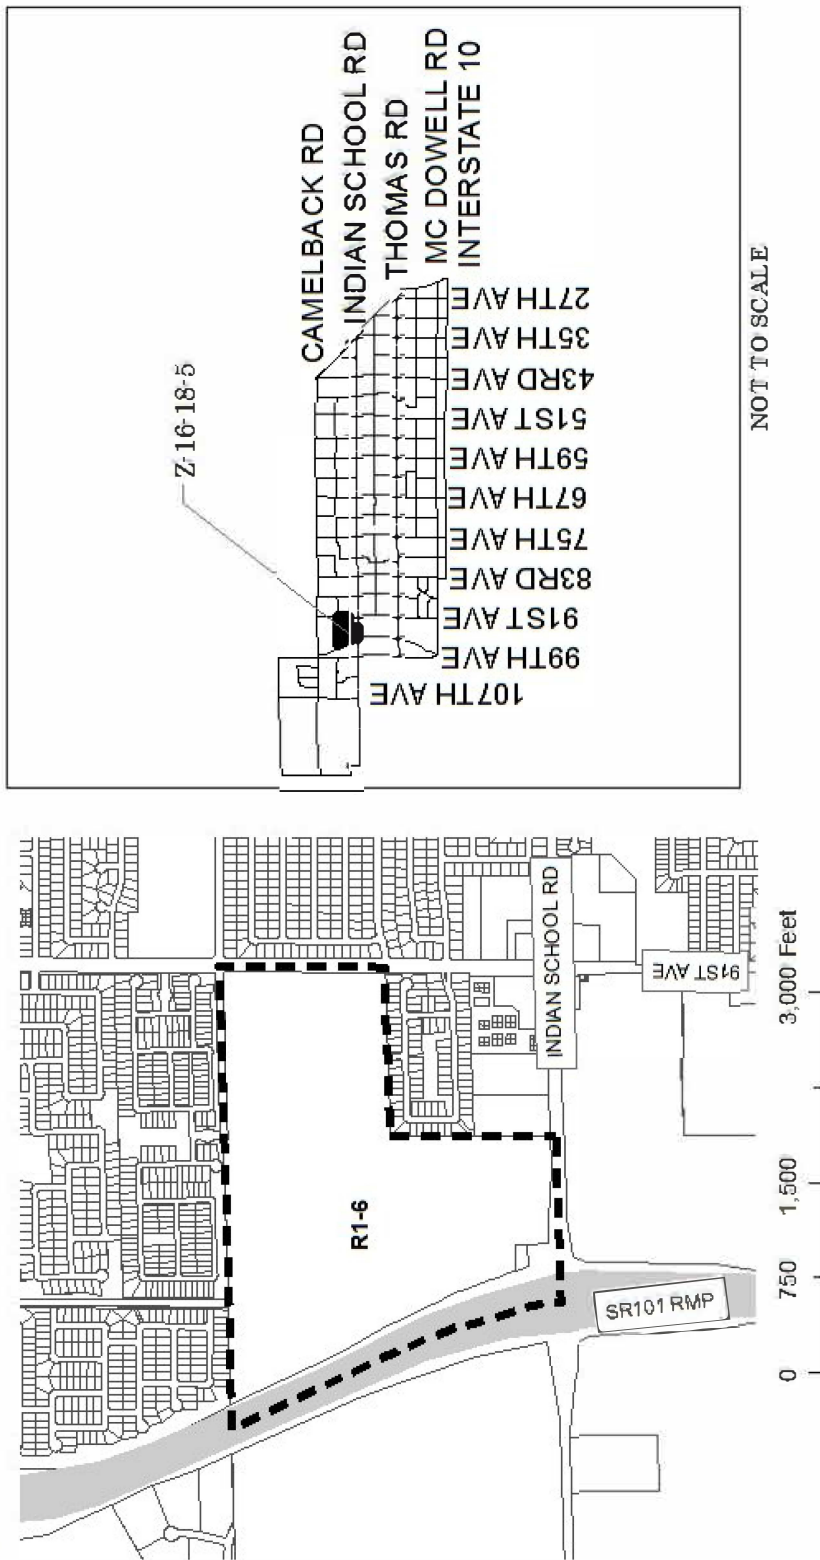 CAMELBACK RD
INDIAN SCHOOL RD
THOMAS RD
MC DOWELL RD
INTERSTATE 10
Z-16-18-5
27TH AVE
35TH AVE
43RD AVE
51ST AVE
59TH AVE
67TH AVE
75TH AVE
83RD AVE
91ST AVE
99TH AVE
107TH AVE
NOT TO SCALE
R1-6
INDIAN SCHOOL RD
91ST AVE
SR101 RMP
0
750
1,500
3,000 Feet